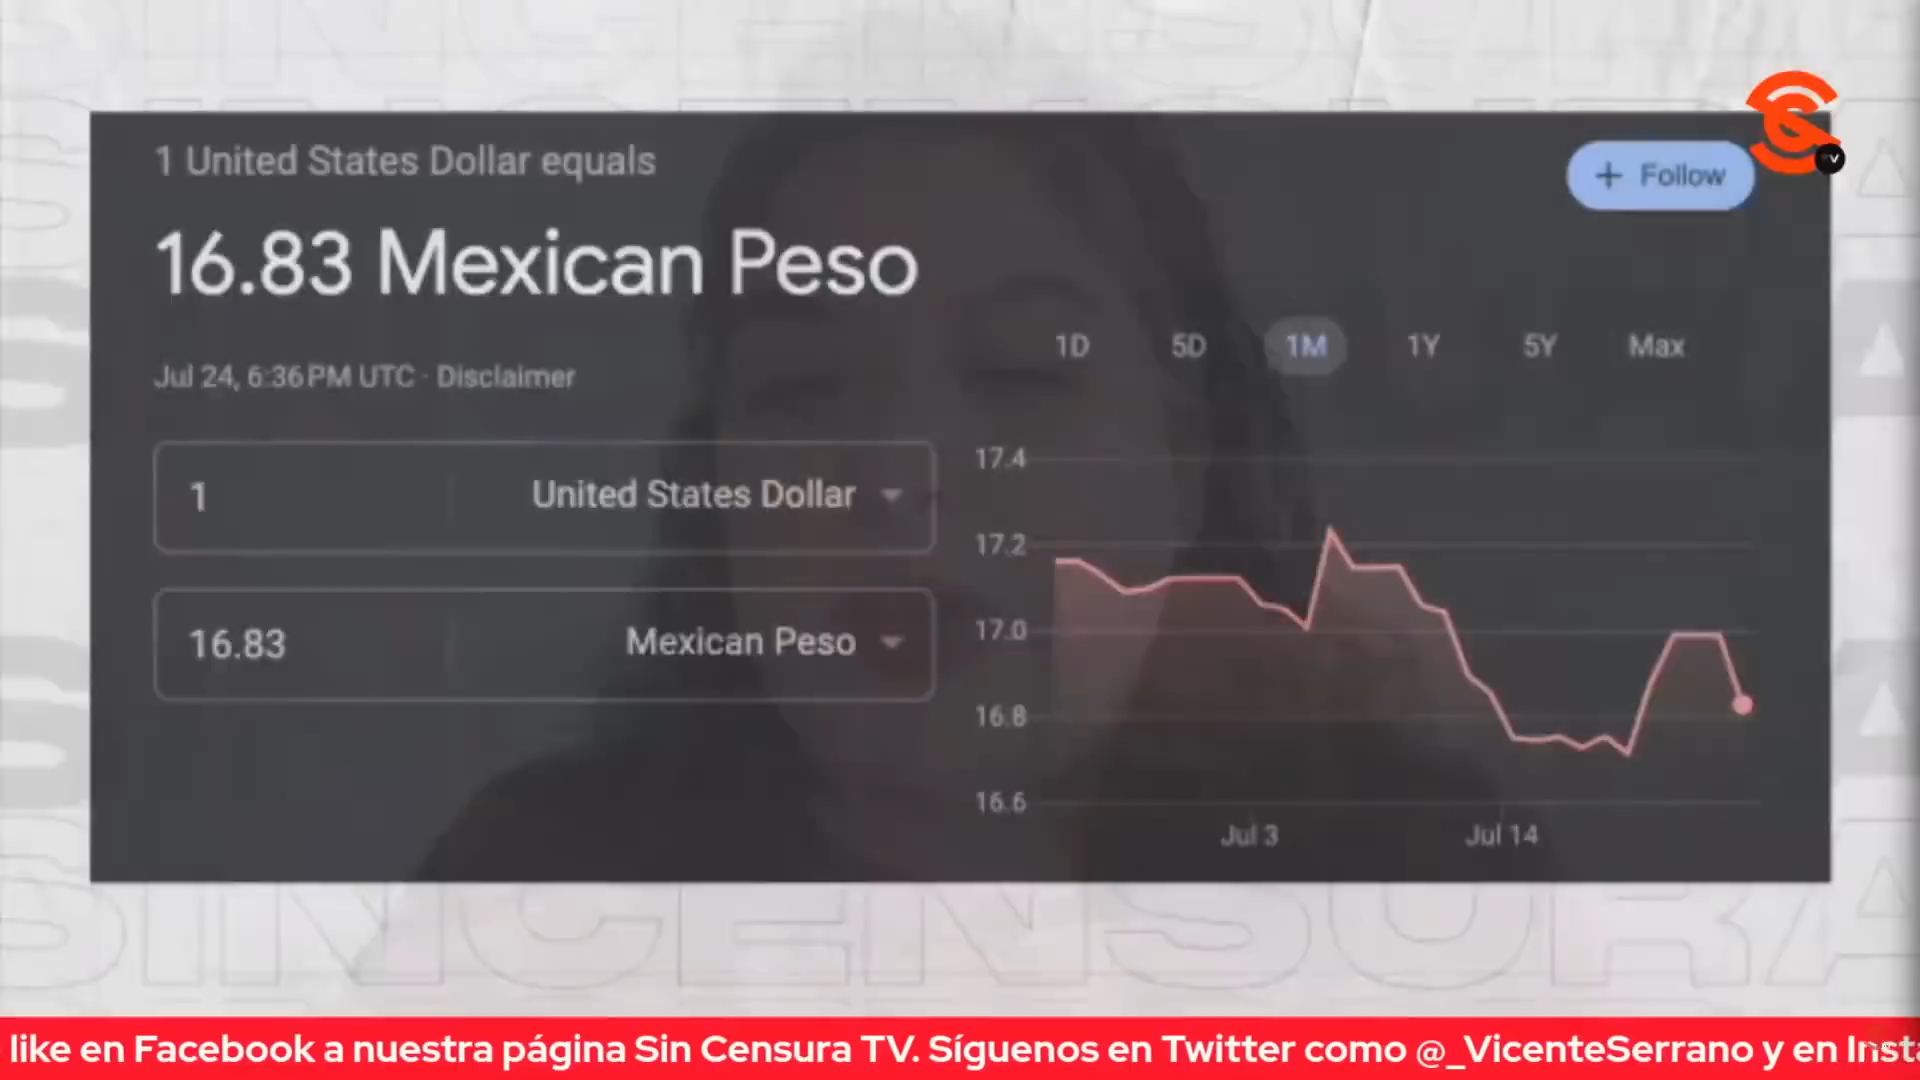 1 United States Dollar equals
+ Follow
TV
16.83 Mexican Peso
1D 5D 1M 1Y 5Y Max
Jul 24, 6:36 PM UTC · Disclaimer
1 United States Dollar
16.83 Mexican Peso
17.4
17.2
17.0
16.8
16.6
Jul 3 Jul 14
SINCENSURA
like en Facebook a nuestra página Sin Censura TV. Síguenos en Twitter como @_VicenteSerrano y en Insta